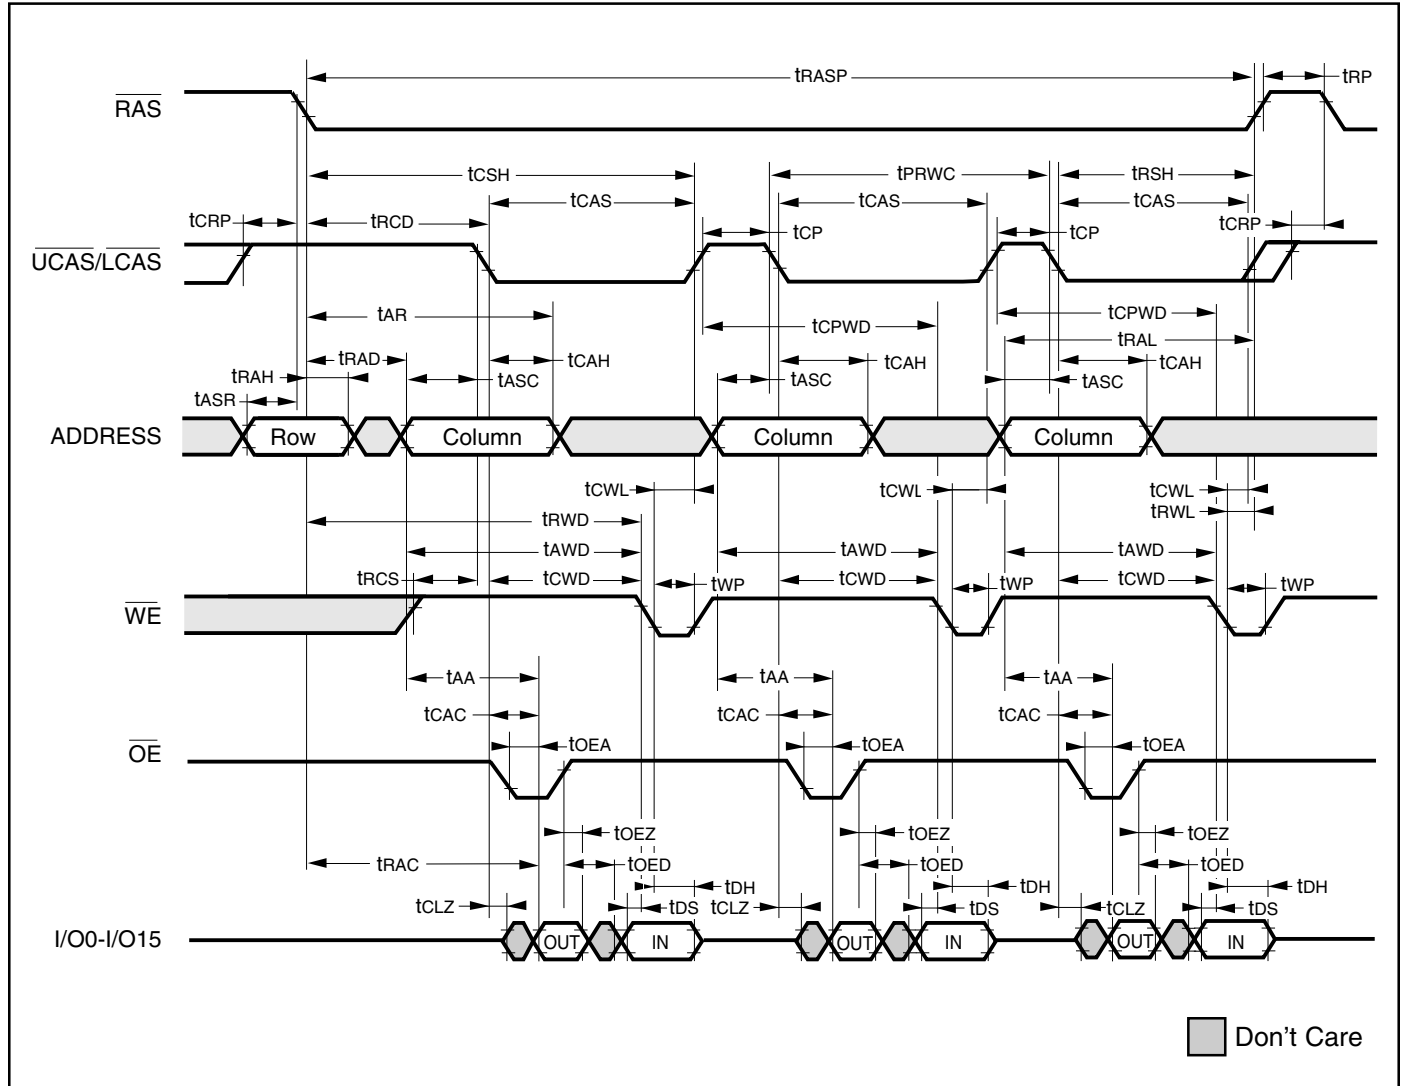 tRASP tRP
RAS
tCSH tPRWC tRSH
tCAS tCAS tCAS
tCRP tRCD tCP tCP tCRP
UCAS/LCAS
tAR tCPWD tCPWD
tRAL
tRAD tCAH tCAH tCAH
tRAH tASC tASC tASC
tASR
ADDRESS Row Column Column Column
tCWL tCWL tCWL
tRWD tRWL
tAWD tAWD tAWD
tRCS tCWD tWP tCWD tWP tCWD tWP
WE
tAA tAA tAA
tCAC tCAC tCAC
tOEA tOEA tOEA
OE
tOEZ tOEZ tOEZ
tRAC tOED tOED tOED
tDH tDH tDH
tCLZ tDS tCLZ tDS tCLZ tDS
I/O0-I/O15 OUT IN OUT IN OUT IN
Don't Care